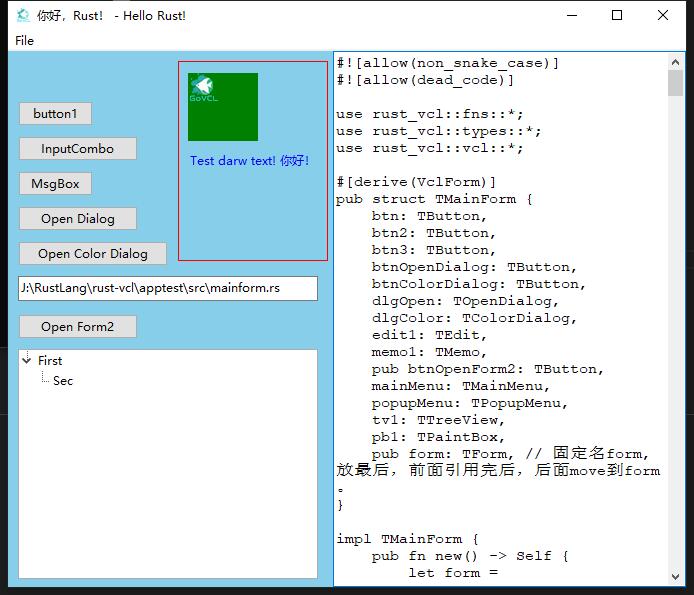 你好，Rust！ - Hello Rust!
File
GoVCL
Test darw text! 你好!
button1
InputCombo
MsgBox
Open Dialog
Open Color Dialog
J:\RustLang\rust-vcl\apptest\src\mainform.rs
Open Form2
First
Sec
#![allow(non_snake_case)]
#![allow(dead_code)]
use rust_vcl::fns::*;
use rust_vcl::types::*;
use rust_vcl::vcl::*;
#[derive(VclForm)]
pub struct TMainForm {
btn: TButton,
btn2: TButton,
btn3: TButton,
btnOpenDialog: TButton,
btnColorDialog: TButton,
dlgOpen: TOpenDialog,
dlgColor: TColorDialog,
edit1: TEdit,
memo1: TMemo,
pub btnOpenForm2: TButton,
mainMenu: TMainMenu,
popupMenu: TPopupMenu,
tv1: TTreeView,
pb1: TPaintBox,
pub form: TForm, // 固定名form,
放最后，前面引用完后，后面move到form
。
}
impl TMainForm {
pub fn new() -> Self {
let form =